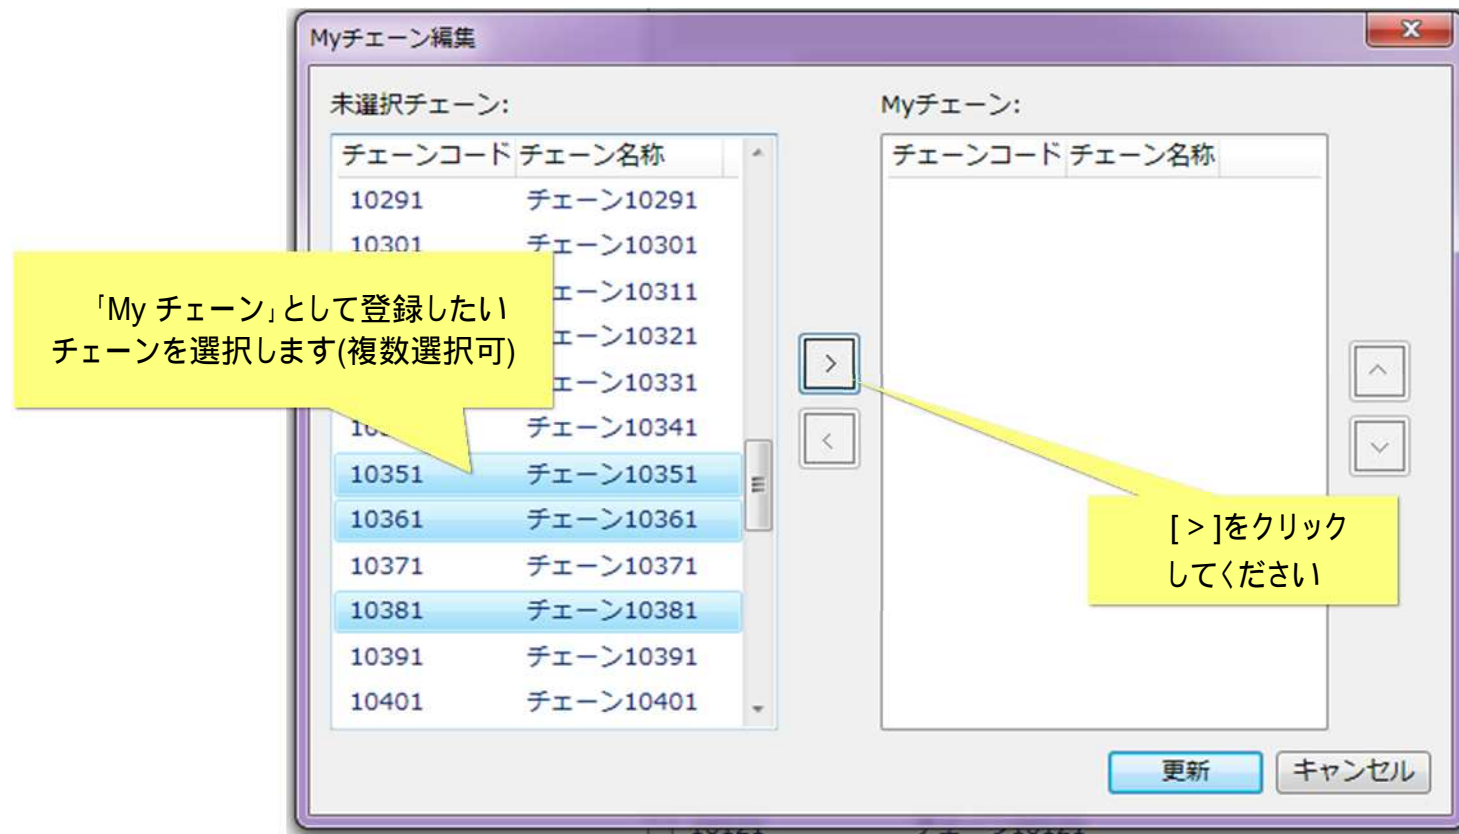 Myチェーン編集
未選択チェーン:
チェーンコード チェーン名称
10291 チェーン10291
10301 チェーン10301
ェーン10311
ェーン10321
ェーン10331
チェーン10341
10351 チェーン10351
10361 チェーン10361
10371 チェーン10371
10381 チェーン10381
10391 チェーン10391
10401 チェーン10401
「My チェーン」として登録したい
チェーンを選択します(複数選択可)
>
<
Myチェーン:
チェーンコード チェーン名称
[ > ]をクリック
してください
更新 キャンセル